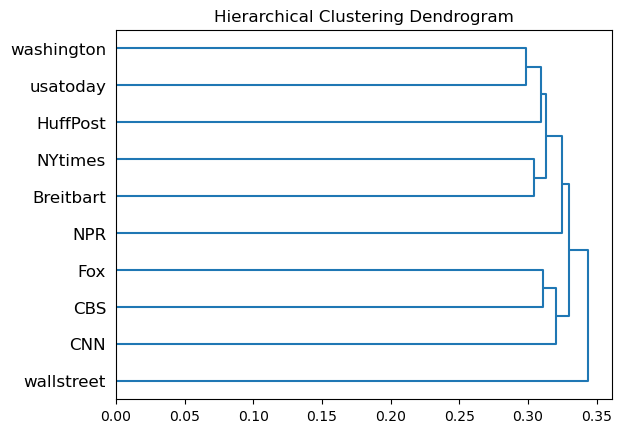 Hierarchical Clustering Dendrogram
washington
usatoday
HuffPost
NYtimes
Breitbart
NPR
Fox
CBS
CNN
wallstreet
0.00 0.05 0.10 0.15 0.20 0.25 0.30 0.35